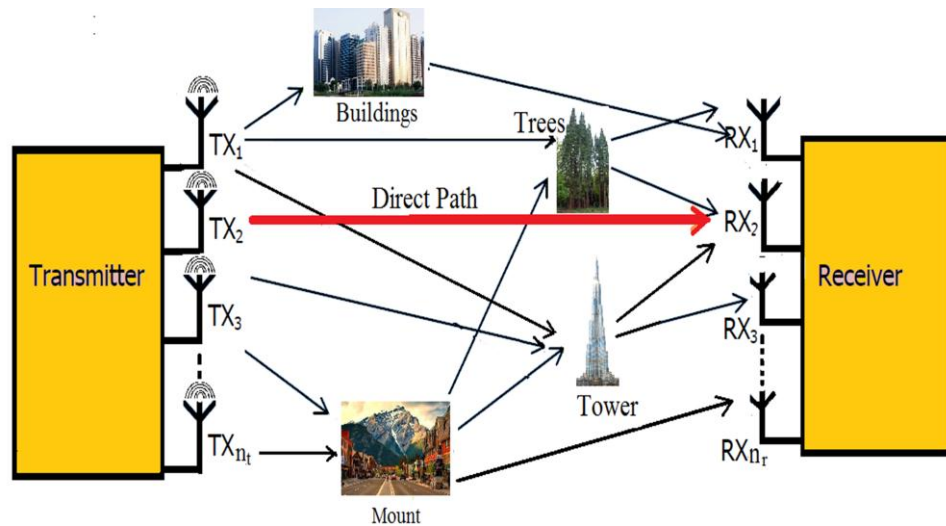 Buildings
Trees
TX₁
RX₁
Direct Path
TX₂
RX₂
Transmitter
Receiver
TX₃
RX₃
Tower
TXₙₜ
RXₙᵣ
Mount